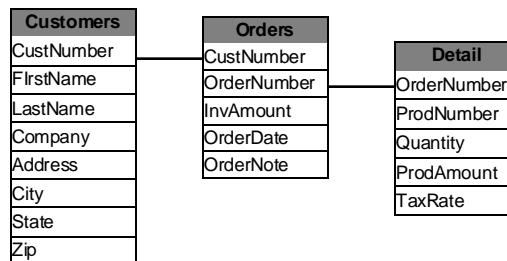 Customers
CustNumber
FIrstName
LastName
Company
Address
City
State
Zip
Orders
CustNumber
OrderNumber
InvAmount
OrderDate
OrderNote
Detail
OrderNumber
ProdNumber
Quantity
ProdAmount
TaxRate